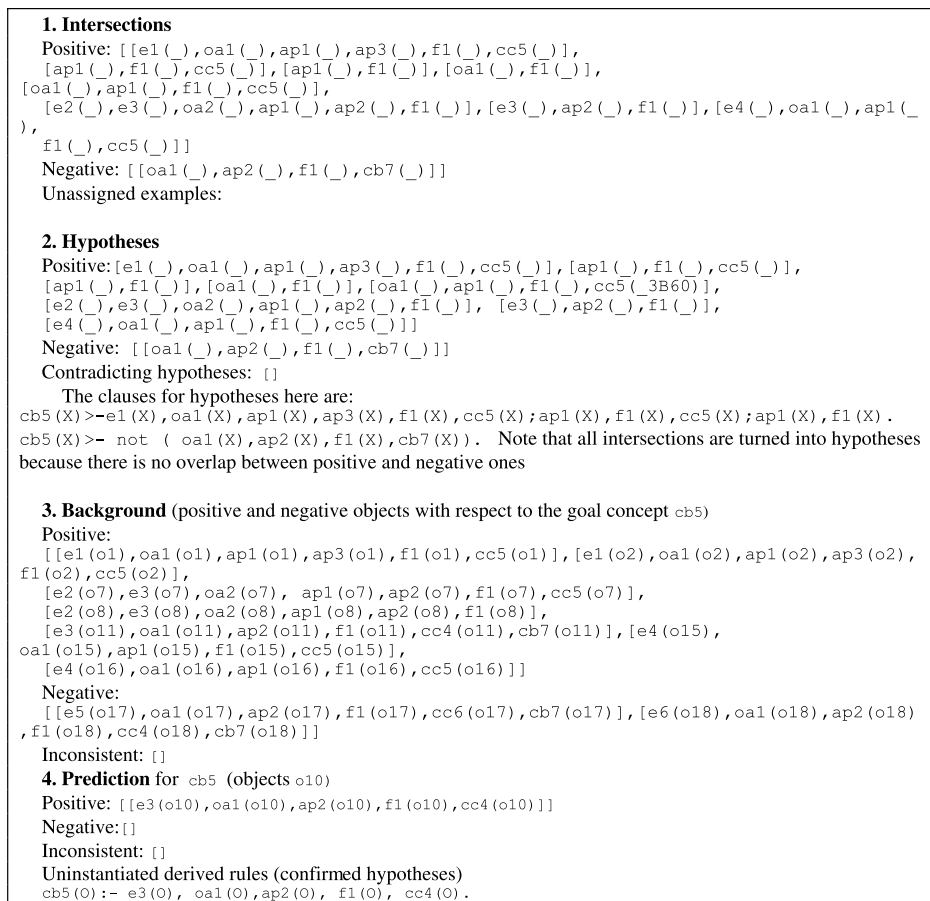 1. Intersections
Positive: [[e1(_),oa1(_),ap1(_),ap3(_),f1(_),cc5(_)],
[ap1(_),f1(_),cc5(_)],[ap1(_),f1(_)],[oa1(_),f1(_)],
[oa1(_),ap1(_),f1(_),cc5(_)],
[e2(_),e3(_),oa2(_),ap1(_),ap2(_),f1(_)],[e3(_),ap2(_),f1(_)],[e4(_),oa1(_),ap1(_
),
f1(_),cc5(_)]]
Negative: [[oa1(_),ap2(_),f1(_),cb7(_)]]
Unassigned examples:
2. Hypotheses
Positive:[e1(_),oa1(_),ap1(_),ap3(_),f1(_),cc5(_)],[ap1(_),f1(_),cc5(_)],
[ap1(_),f1(_)],[oa1(_),f1(_)],[oa1(_),ap1(_),f1(_),cc5(_3B60)],
[e2(_),e3(_),oa2(_),ap1(_),ap2(_),f1(_)], [e3(_),ap2(_),f1(_)],
[e4(_),oa1(_),ap1(_),f1(_),cc5(_)]]
Negative: [[oa1(_),ap2(_),f1(_),cb7(_)]]
Contradicting hypotheses: []
The clauses for hypotheses here are:
cb5(X)>-e1(X),oa1(X),ap1(X),ap3(X),f1(X),cc5(X);ap1(X),f1(X),cc5(X);ap1(X),f1(X).
cb5(X)>- not ( oa1(X),ap2(X),f1(X),cb7(X)). Note that all intersections are turned into hypotheses
because there is no overlap between positive and negative ones
3. Background (positive and negative objects with respect to the goal concept cb5)
Positive:
[[e1(o1),oa1(o1),ap1(o1),ap3(o1),f1(o1),cc5(o1)],[e1(o2),oa1(o2),ap1(o2),ap3(o2),
f1(o2),cc5(o2)],
[e2(o7),e3(o7),oa2(o7), ap1(o7),ap2(o7),f1(o7),cc5(o7)],
[e2(o8),e3(o8),oa2(o8),ap1(o8),ap2(o8),f1(o8)],
[e3(o11),oa1(o11),ap2(o11),f1(o11),cc4(o11),cb7(o11)],[e4(o15),
oa1(o15),ap1(o15),f1(o15),cc5(o15)],
[e4(o16),oa1(o16),ap1(o16),f1(o16),cc5(o16)]]
Negative:
[[e5(o17),oa1(o17),ap2(o17),f1(o17),cc6(o17),cb7(o17)],[e6(o18),oa1(o18),ap2(o18)
,f1(o18),cc4(o18),cb7(o18)]]
Inconsistent: []
4. Prediction for cb5 (objects o10)
Positive: [[e3(o10),oa1(o10),ap2(o10),f1(o10),cc4(o10)]]
Negative:[]
Inconsistent: []
Uninstantiated derived rules (confirmed hypotheses)
cb5(O):- e3(O), oa1(O),ap2(O), f1(O), cc4(O).